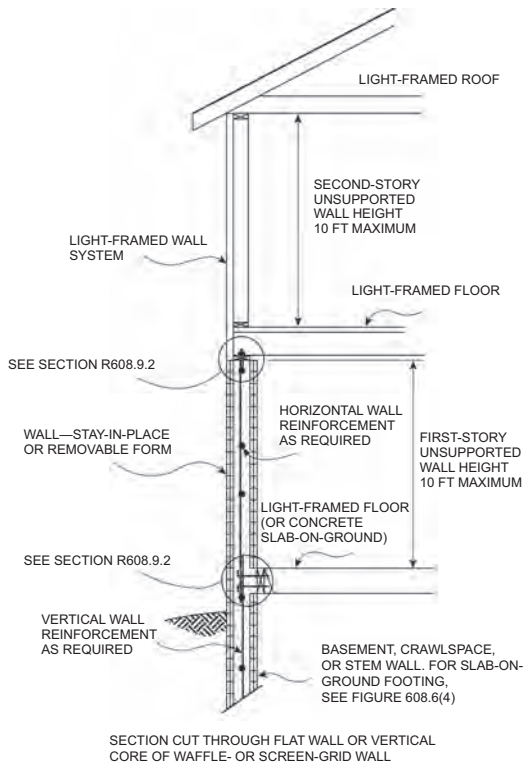 LIGHT-FRAMED ROOF
SECOND-STORY
UNSUPPORTED
WALL HEIGHT
10 FT MAXIMUM
LIGHT-FRAMED WALL
SYSTEM
LIGHT-FRAMED FLOOR
SEE SECTION R608.9.2
HORIZONTAL WALL
REINFORCEMENT
AS REQUIRED
WALL—STAY-IN-PLACE
OR REMOVABLE FORM
FIRST-STORY
UNSUPPORTED
WALL HEIGHT
10 FT MAXIMUM
LIGHT-FRAMED FLOOR
(OR CONCRETE
SLAB-ON-GROUND)
SEE SECTION R608.9.2
VERTICAL WALL
REINFORCEMENT
AS REQUIRED
BASEMENT, CRAWLSPACE,
OR STEM WALL. FOR SLAB-ON-
GROUND FOOTING,
SEE FIGURE 608.6(4)
SECTION CUT THROUGH FLAT WALL OR VERTICAL
CORE OF WAFFLE- OR SCREEN-GRID WALL